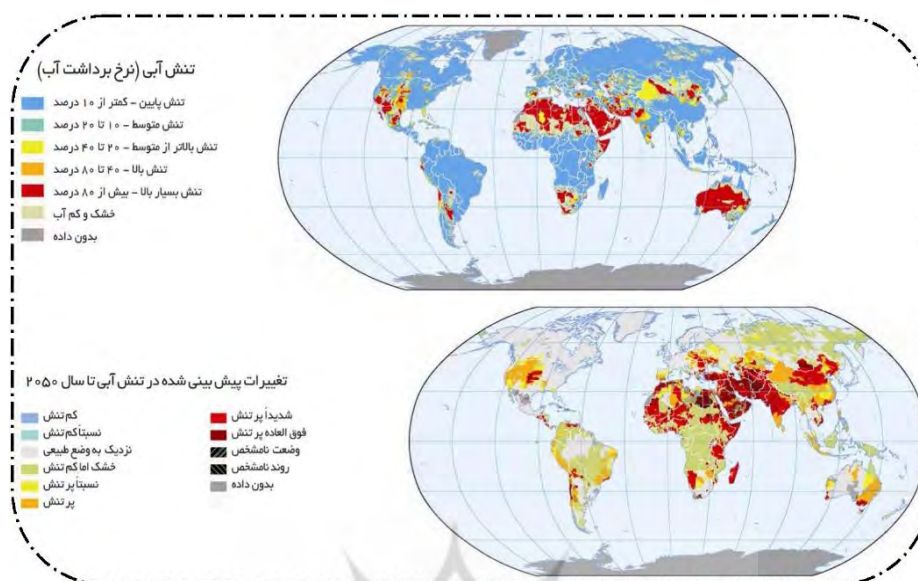 تنش آبی (نرخ برداشت آب)
تنش پایین - کمتر از ۱۰ درصد
تنش متوسط - ۱۰ تا ۲۰ درصد
تنش بالاتر از متوسط - ۲۰ تا ۴۰ درصد
تنش بالا - ۴۰ تا ۸۰ درصد
تنش بسیار بالا - بیش از ۸۰ درصد
خشک و کم آب
بدون داده
تغییرات پیش بینی شده در تنش آبی تا سال ۲۰۵۰
کم تنش
نسبتاً کم تنش
نزدیک به وضع طبیعی
خشک اما کم تنش
نسبتاً پر تنش
پر تنش
شدیداً پر تنش
فوق العاده پر تنش
وضعیت نامشخص
روند نامشخص
بدون داده